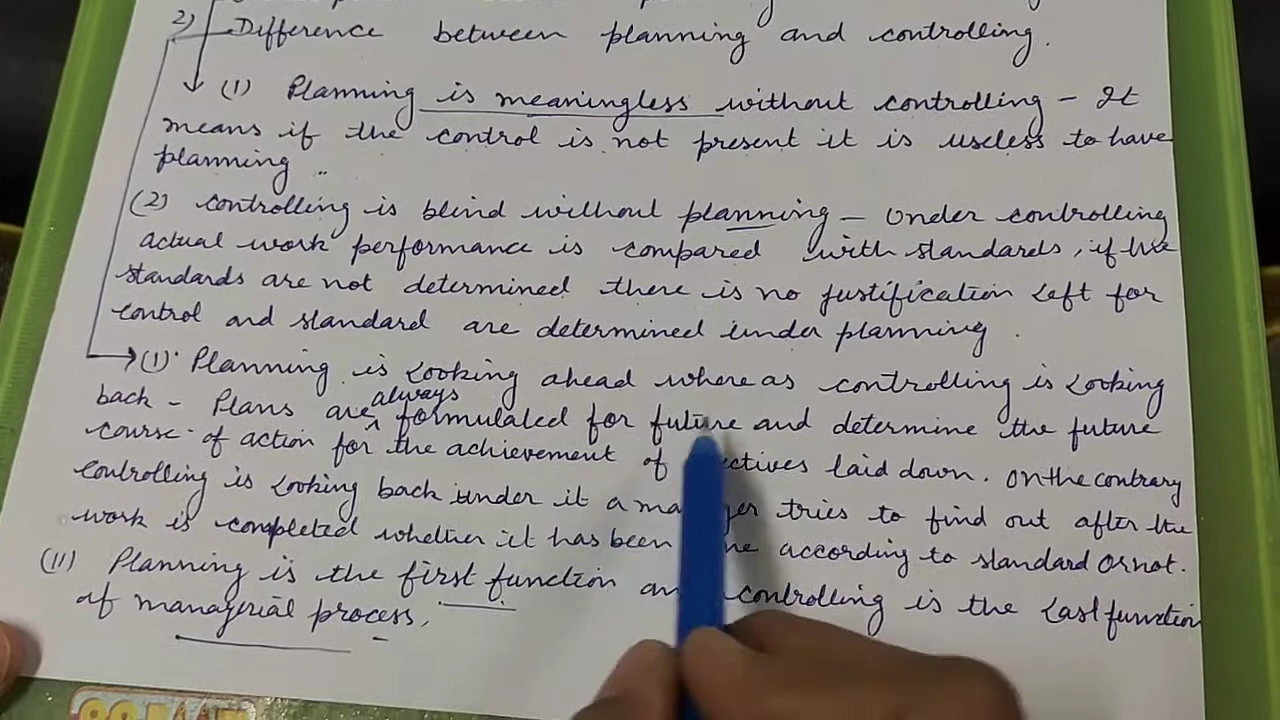 2) Difference between planning and controlling.
(1) Planning is meaningless without controlling - It
means if the control is not present it is useless to have
planning
(2) controlling is blind without planning - Under controlling
actual work performance is compared with standards, if the
standards are not determined there is no justification left for
control and standard are determined under planning.
(1) Planning is looking ahead where as controlling is looking
back - Plans are always formulated for future and determine the future
course of action for the achievement of ectives laid down. On the contrary
controlling is looking back under it a manager tries to find out after the
work is completed whether it has been according to standard or not.
(11) Planning is the first function controlling is the last function
of managerial process.